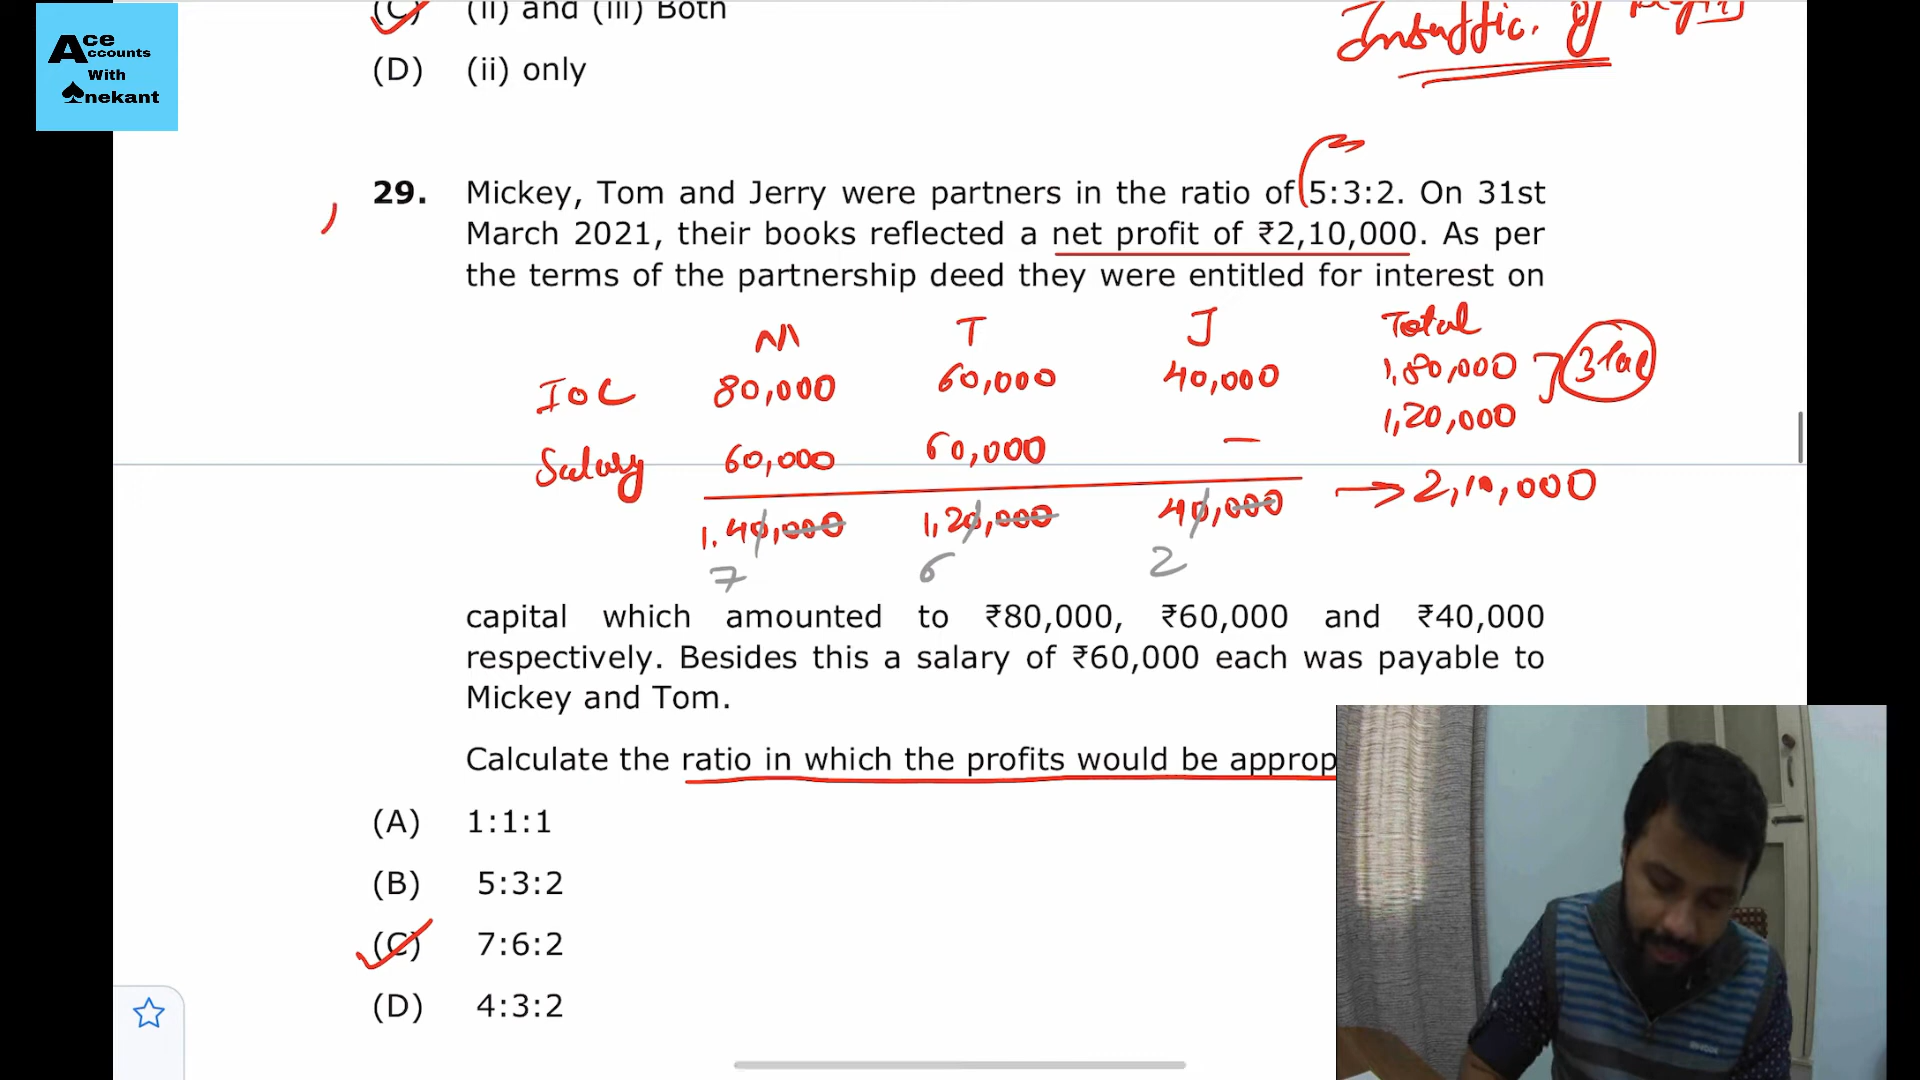 Ace
Accounts
With
Anekant
(C) (ii) and (iii) Both
(D) (ii) only
Insuffic. of
29. Mickey, Tom and Jerry were partners in the ratio of 5:3:2. On 31st
March 2021, their books reflected a net profit of ₹2,10,000. As per
the terms of the partnership deed they were entitled for interest on
M T J Total
IOC 80,000 60,000 40,000 1,80,000 3 lac
1,20,000
Salary 60,000 60,000 —
1,40,000 1,20,000 40,000 → 2,10,000
7 6 2
capital which amounted to ₹80,000, ₹60,000 and ₹40,000
respectively. Besides this a salary of ₹60,000 each was payable to
Mickey and Tom.
Calculate the ratio in which the profits would be approp
(A) 1:1:1
(B) 5:3:2
(C) 7:6:2
(D) 4:3:2